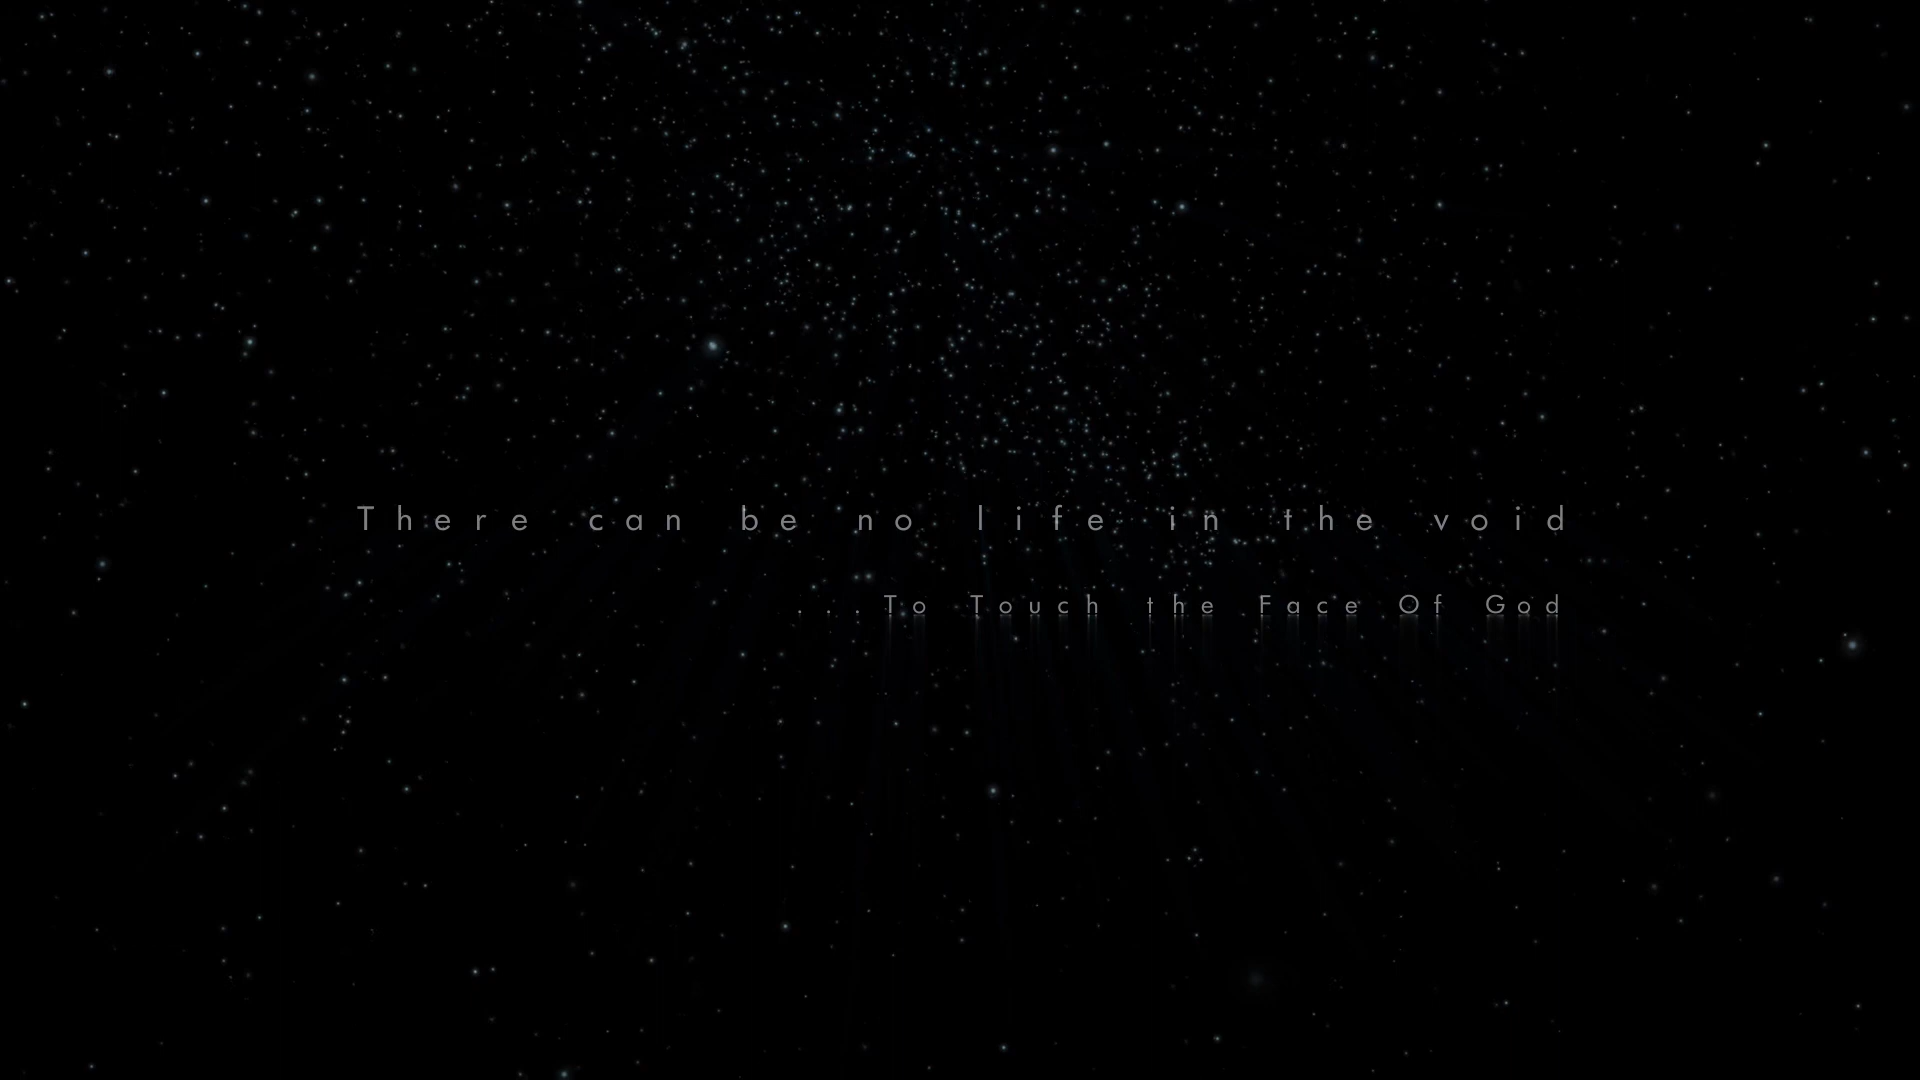 There can be no life in the void
...To Touch the Face Of God